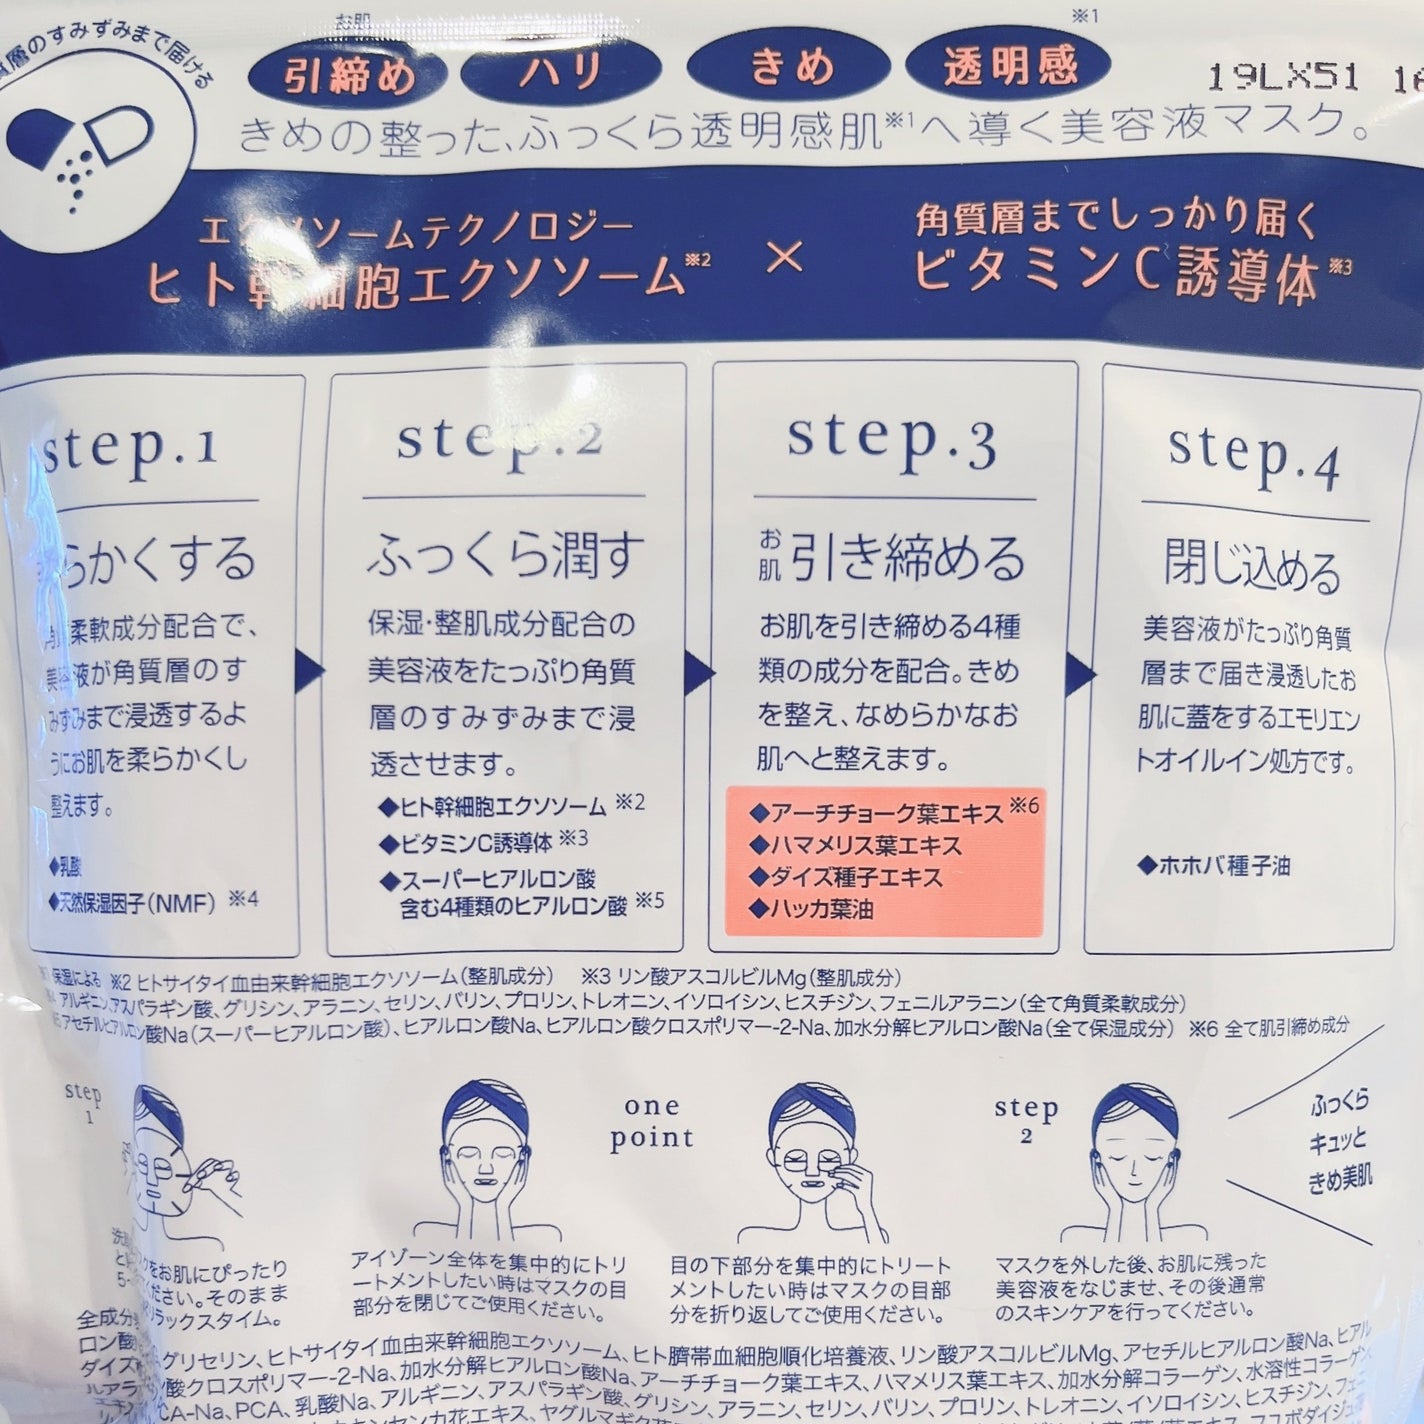 層のすみずみまで届ける
お肌
引締め ハリ きめ 透明感 ※1
19LX51
きめの整った、ふっくら透明感肌※1へ導く美容液マスク。
エクソソームテクノロジー
ヒト幹細胞エクソソーム※2
×
角質層までしっかり届く
ビタミンC誘導体※3
step.1
らかくする
柔軟成分配合で、
美容液が角質層のす
みずみまで浸透するよ
うにお肌を柔らかくし
整えます。
◆乳酸
◆天然保湿因子(NMF) ※4
step.2
ふっくら潤す
保湿・整肌成分配合の
美容液をたっぷり角質
層のすみずみまで浸
透させます。
◆ヒト幹細胞エクソソーム ※2
◆ビタミンC誘導体 ※3
◆スーパーヒアルロン酸
含む4種類のヒアルロン酸 ※5
step.3
お肌引き締める
お肌を引き締める4種
類の成分を配合。きめ
を整え、なめらかなお
肌へと整えます。
◆アーチチョーク葉エキス ※6
◆ハマメリス葉エキス
◆ダイズ種子エキス
◆ハッカ葉油
step.4
閉じ込める
美容液がたっぷり角質
層まで届き浸透したお
肌に蓋をするエモリエン
トオイルイン処方です。
◆ホホバ種子油
保湿による ※2 ヒトサイタイ血由来幹細胞エクソソーム(整肌成分) ※3 リン酸アスコルビルMg(整肌成分)
アルギニン、アスパラギン酸、グリシン、アラニン、セリン、バリン、プロリン、トレオニン、イソロイシン、ヒスチジン、フェニルアラニン(全て角質柔軟成分)
アセチルヒアルロン酸Na(スーパーヒアルロン酸)、ヒアルロン酸Na、ヒアルロン酸クロスポリマー-2-Na、加水分解ヒアルロン酸Na(全て保湿成分) ※6 全て肌引締め成分
step
1
をお肌にぴったり
ださい。そのまま
ラックスタイム。
アイゾーン全体を集中的にトリ
ートメントしたい時はマスクの目
部分を閉じてご使用ください。
one
point
目の下部分を集中的にトリート
メントしたい時はマスクの目部
分を折り返してご使用ください。
step
2
マスクを外した後、お肌に残った
美容液をなじませ、その後通常
のスキンケアを行ってください。
ふっくら
キュッと
きめ美肌
全成分
グリセリン、ヒトサイタイ血由来幹細胞エクソソーム、ヒト臍帯血細胞順化培養液、リン酸アスコルビルMg、アセチルヒアルロン酸Na、ヒアル
ロン酸
酸クロスポリマー-2-Na、加水分解ヒアルロン酸Na、アーチチョーク葉エキス、ハマメリス葉エキス、加水分解コラーゲン、水溶性コラーゲン
ダイズ
CA-Na、PCA、乳酸Na、アルギニン、アスパラギン酸、グリシン、アラニン、セリン、バリン、プロリン、トレオニン、イソロイシン、ヒスチジン、フェニ
ルアラ